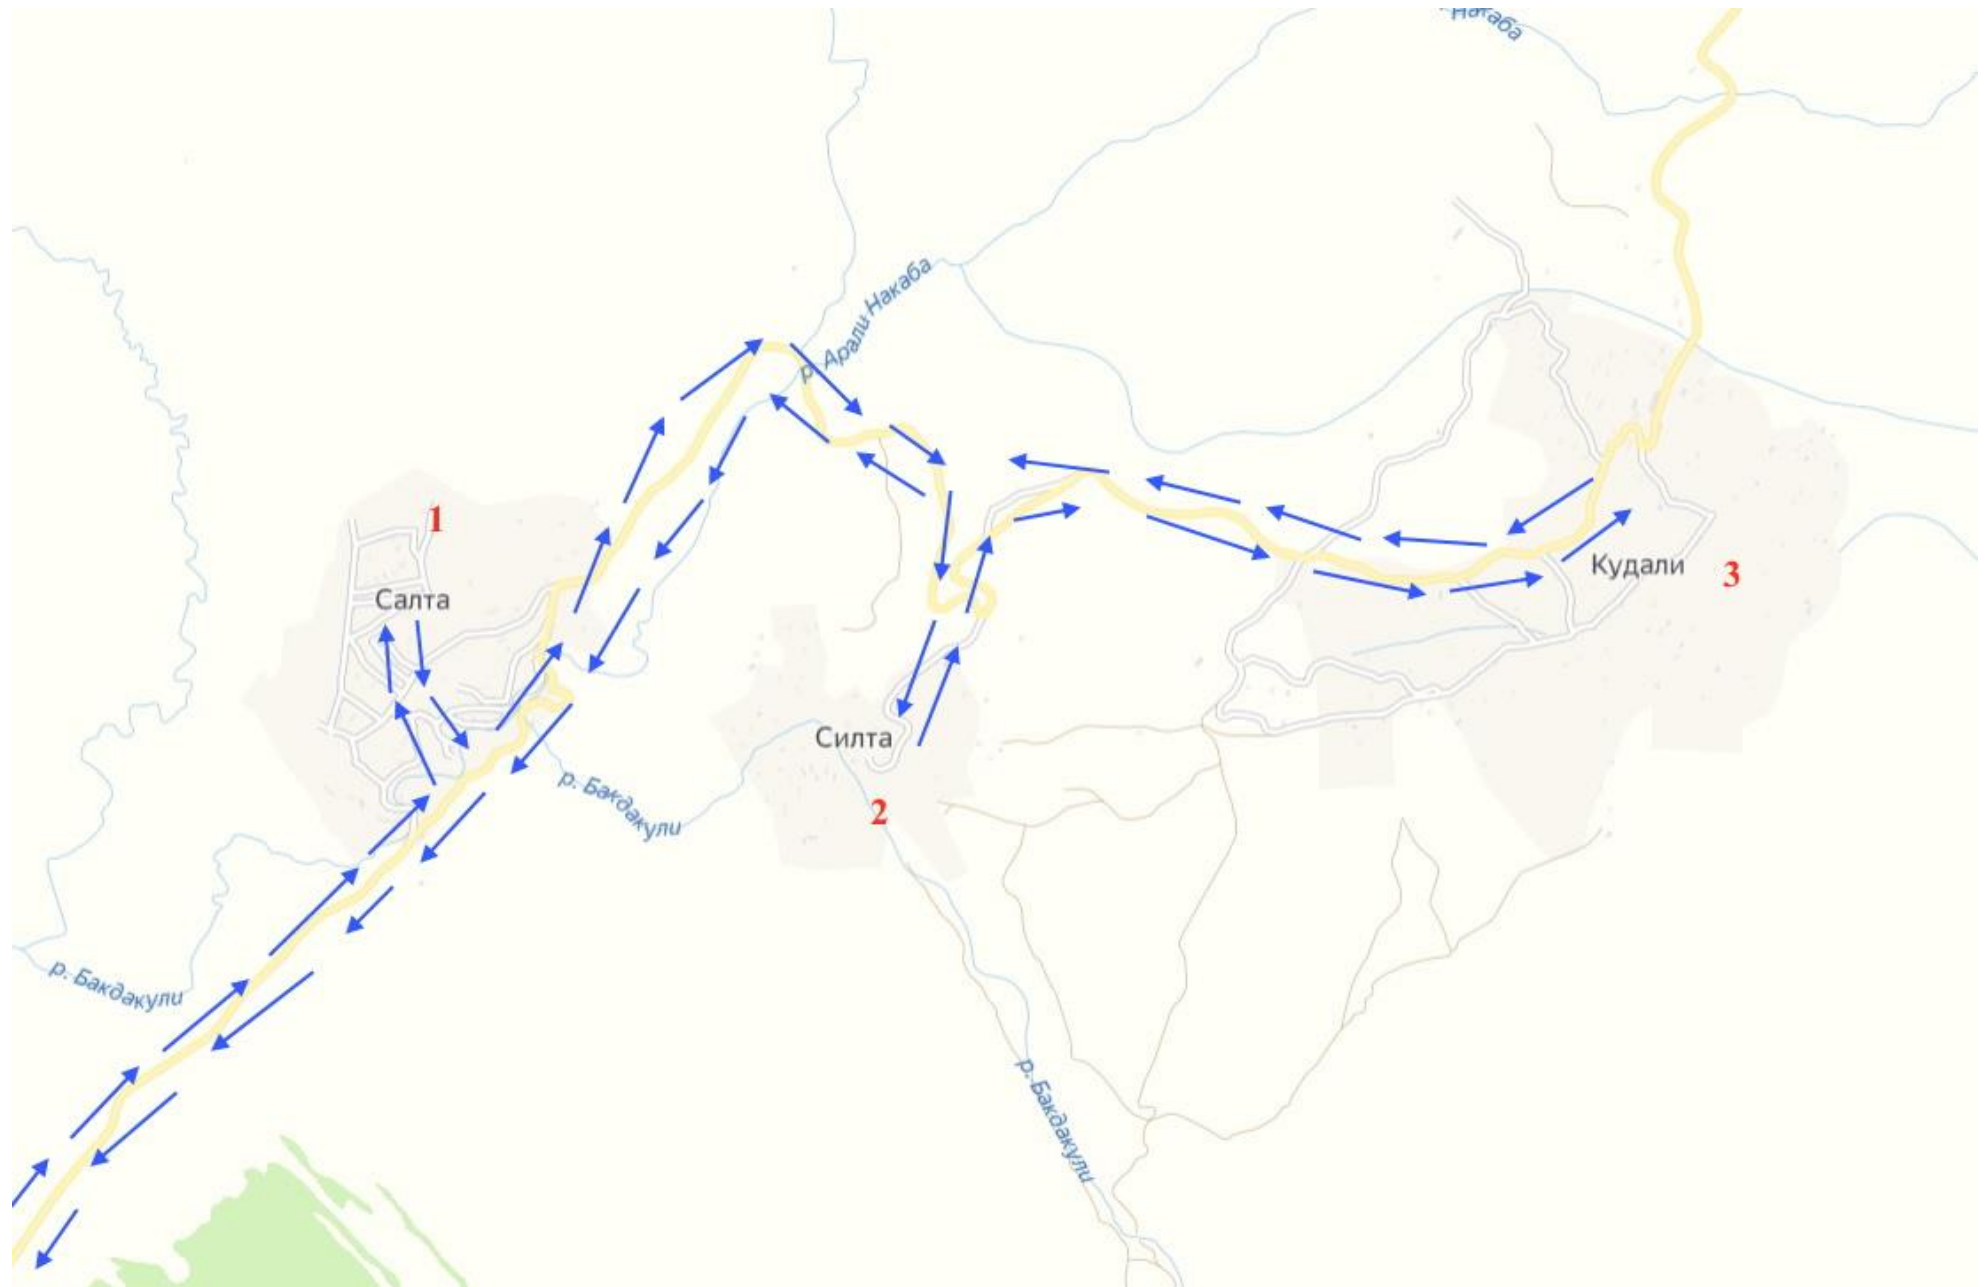 Накаба
р. Арали Накаба
1
Салта
Кудали
3
Силта
р. Бакдакули
2
р. Бакдакули
р. Бакдакули